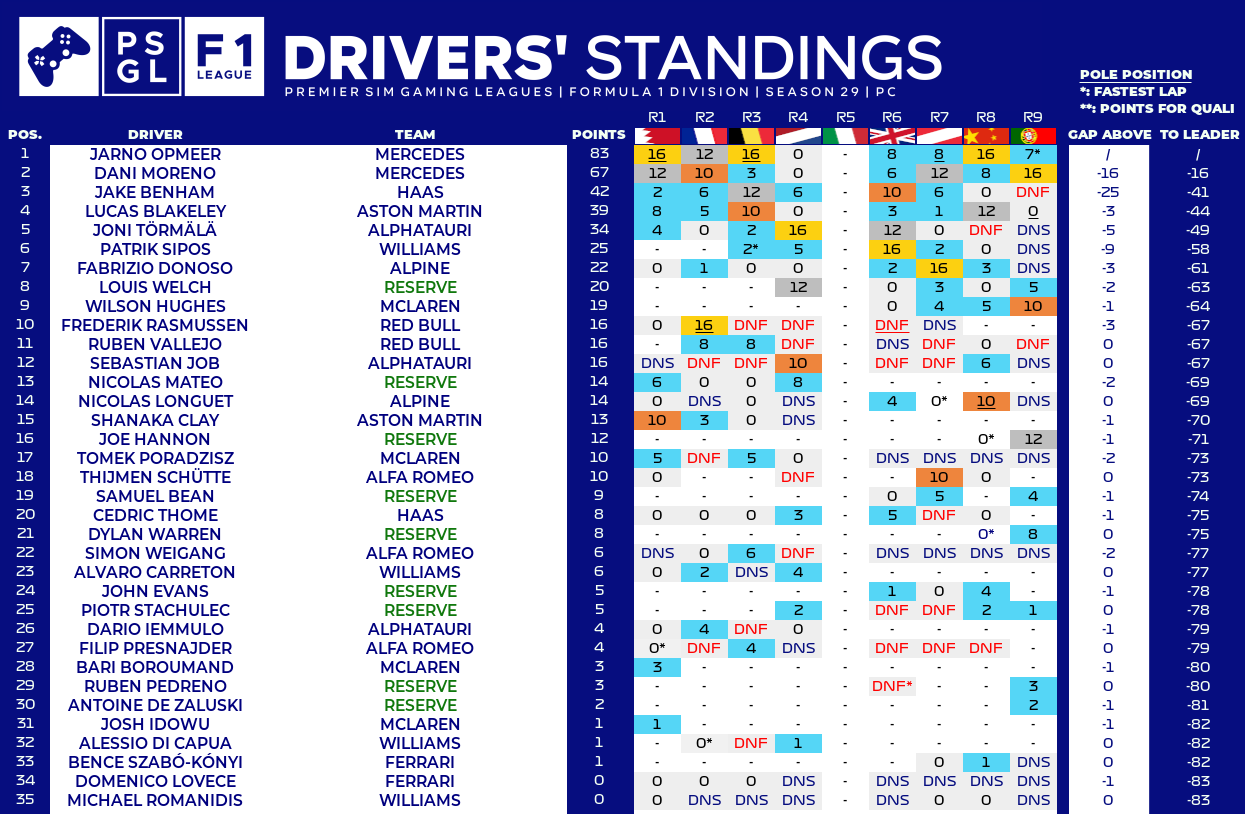 PS
GL
F1
LEAGUE
DRIVERS' STANDINGS
PREMIER SIM GAMING LEAGUES | FORMULA 1 DIVISION | SEASON 29 | PC
POLE POSITION
*: FASTEST LAP
**: POINTS FOR QUALI
R1 R2 R3 R4 R5 R6 R7 R8 R9
POS. DRIVER TEAM POINTS GAP ABOVE TO LEADER
1 JARNO OPMEER MERCEDES 83 16 12 16 0 - 8 8 16 7* / /
2 DANI MORENO MERCEDES 67 12 10 3 0 - 6 12 8 16 -16 -16
3 JAKE BENHAM HAAS 42 2 6 12 6 - 10 6 0 DNF -25 -41
4 LUCAS BLAKELEY ASTON MARTIN 39 8 5 10 0 - 3 1 12 0 -3 -44
5 JONI TÖRMÄLÄ ALPHATAURI 34 4 0 2 16 - 12 0 DNF DNS -5 -49
6 PATRIK SIPOS WILLIAMS 25 - - 2* 5 - 16 2 0 DNS -9 -58
7 FABRIZIO DONOSO ALPINE 22 0 1 0 0 - 2 16 3 DNS -3 -61
8 LOUIS WELCH RESERVE 20 - - - 12 - 0 3 0 5 -2 -63
9 WILSON HUGHES MCLAREN 19 - - - - - 0 4 5 10 -1 -64
10 FREDERIK RASMUSSEN RED BULL 16 0 16 DNF DNF - DNF DNS - - -3 -67
11 RUBEN VALLEJO RED BULL 16 - 8 8 DNF - DNS DNF 0 DNF 0 -67
12 SEBASTIAN JOB ALPHATAURI 16 DNS DNF DNF 10 - DNF DNF 6 DNS 0 -67
13 NICOLAS MATEO RESERVE 14 6 0 0 8 - - - - - -2 -69
14 NICOLAS LONGUET ALPINE 14 0 DNS 0 DNS - 4 0* 10 DNS 0 -69
15 SHANAKA CLAY ASTON MARTIN 13 10 3 0 DNS - - - - - -1 -70
16 JOE HANNON RESERVE 12 - - - - - - - 0* 12 -1 -71
17 TOMEK PORADZISZ MCLAREN 10 5 DNF 5 0 - DNS DNS DNS DNS -2 -73
18 THIJMEN SCHÜTTE ALFA ROMEO 10 0 - - DNF - - 10 0 - 0 -73
19 SAMUEL BEAN RESERVE 9 - - - - - 0 5 - 4 -1 -74
20 CEDRIC THOME HAAS 8 0 0 0 3 - 5 DNF 0 - -1 -75
21 DYLAN WARREN RESERVE 8 - - - - - - - 0* 8 0 -75
22 SIMON WEIGANG ALFA ROMEO 6 DNS 0 6 DNF - DNS DNS DNS DNS -2 -77
23 ALVARO CARRETON WILLIAMS 6 0 2 DNS 4 - - - - - 0 -77
24 JOHN EVANS RESERVE 5 - - - - - 1 0 4 - -1 -78
25 PIOTR STACHULEC RESERVE 5 - - - 2 - DNF DNF 2 1 0 -78
26 DARIO IEMMULO ALPHATAURI 4 0 4 DNF 0 - - - - - -1 -79
27 FILIP PRESNAJDER ALFA ROMEO 4 0* DNF 4 DNS - DNF DNF DNF - 0 -79
28 BARI BOROUMAND MCLAREN 3 3 - - - - - - - - -1 -80
29 RUBEN PEDRENO RESERVE 3 - - - - - DNF* - - 3 0 -80
30 ANTOINE DE ZALUSKI RESERVE 2 - - - - - - - - 2 -1 -81
31 JOSH IDOWU MCLAREN 1 1 - - - - - - - - -1 -82
32 ALESSIO DI CAPUA WILLIAMS 1 - 0* DNF 1 - - - - - 0 -82
33 BENCE SZABÓ-KÓNYI FERRARI 1 - - - - - - 0 1 DNS 0 -82
34 DOMENICO LOVECE FERRARI 0 0 0 0 DNS - DNS DNS DNS DNS -1 -83
35 MICHAEL ROMANIDIS WILLIAMS 0 0 DNS DNS DNS - DNS 0 0 DNS 0 -83